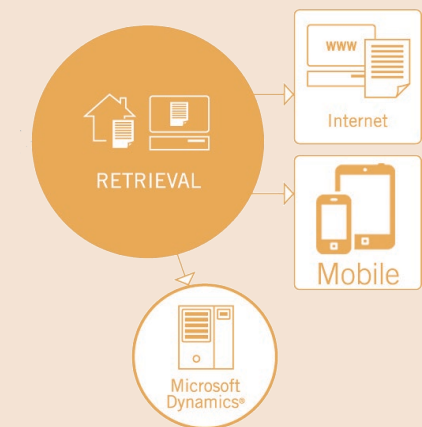 WWW
Internet
RETRIEVAL
Mobile
Microsoft
Dynamics®